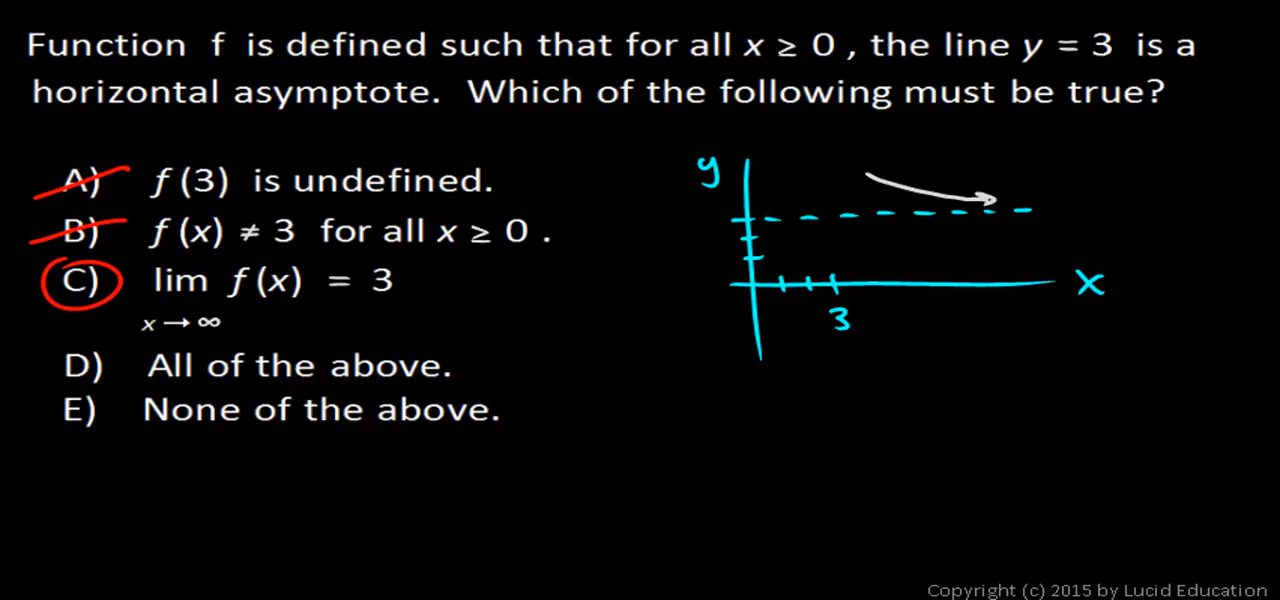 Function f is defined such that for all x ≥ 0 , the line y = 3 is a
horizontal asymptote. Which of the following must be true?
A) f (3) is undefined.
B) f (x) ≠ 3 for all x ≥ 0 .
C) lim f (x) = 3
x → ∞
D) All of the above.
E) None of the above.
y
x
3
Copyright (c) 2015 by Lucid Education